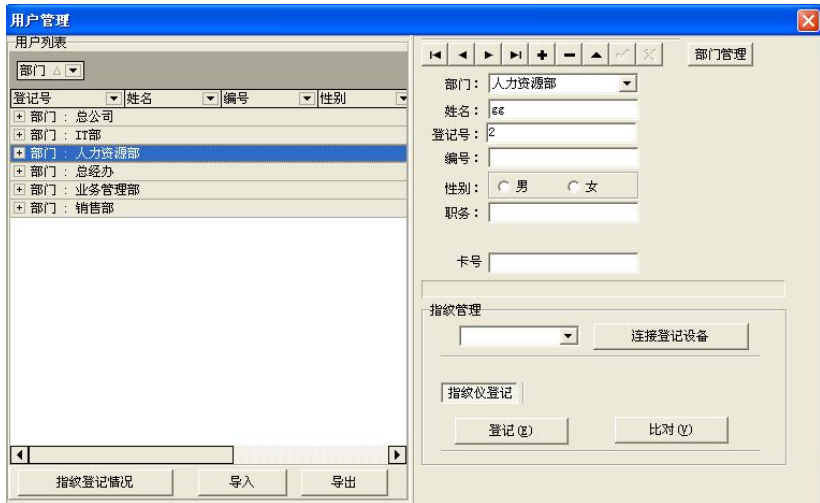 用户管理
用户列表
部门
登记号 姓名 编号 性别
部门 : 总公司
部门 : IT部
部门 : 人力资源部
部门 : 总经办
部门 : 业务管理部
部门 : 销售部
指纹登记情况 导入 导出
部门管理
部门： 人力资源部
姓名： gg
登记号： 2
编号：
性别： 男 女
职务：
卡号
指纹管理
连接登记设备
指纹仪登记
登记(E) 比对(V)